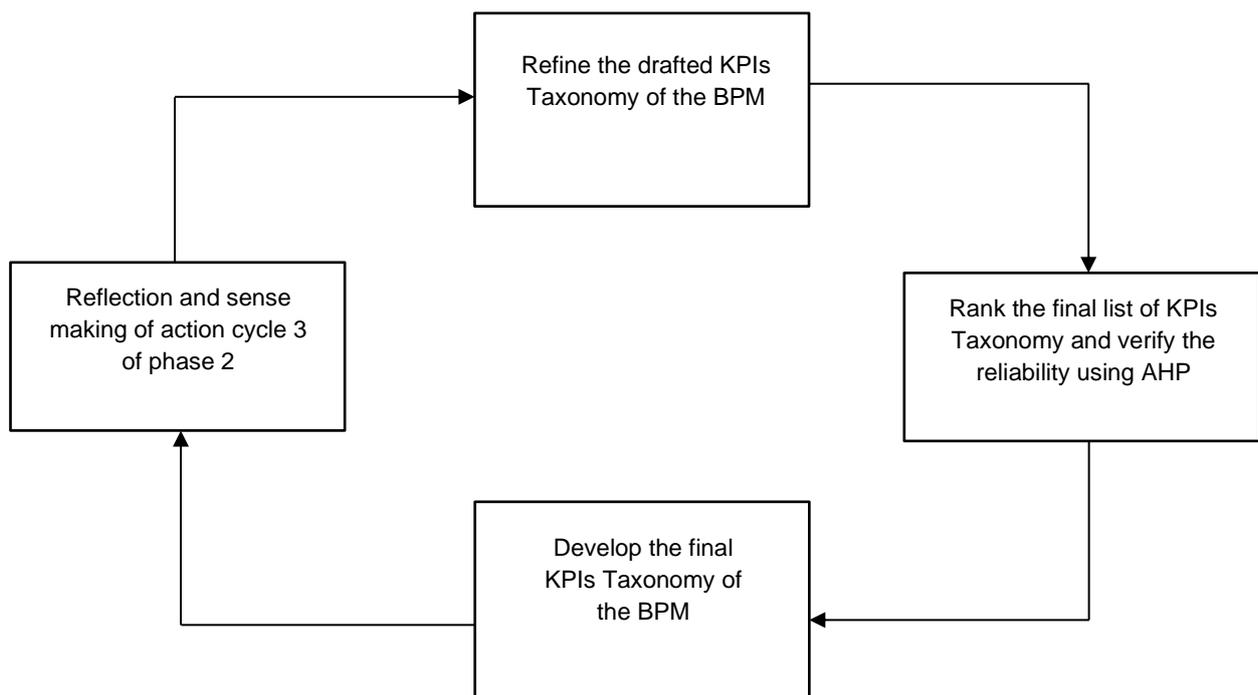 Refine the drafted KPIs
Taxonomy of the BPM
Reflection and sense
making of action cycle 3
of phase 2
Rank the final list of KPIs
Taxonomy and verify the
reliability using AHP
Develop the final
KPIs Taxonomy of
the BPM